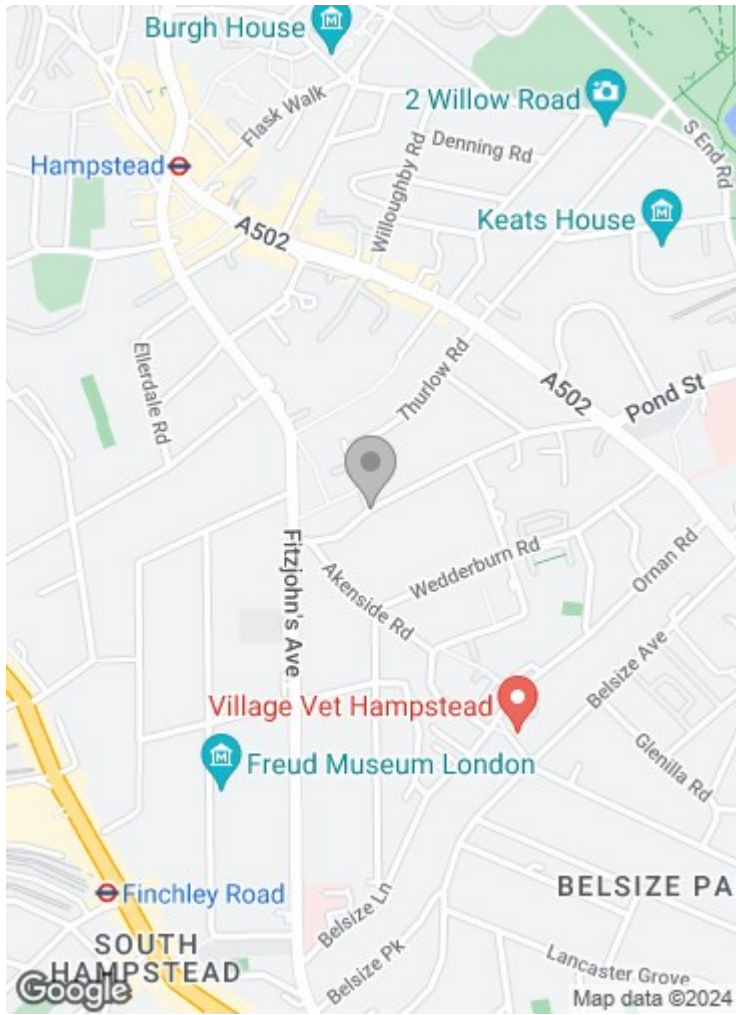 Burgh House
2 Willow Road
Flask Walk
Denning Rd
S End Rd
Hampstead
Willoughby Rd
Keats House
A502
Ellerdale Rd
Thurlow Rd
A502
Pond St
Fitzjohn's Ave
Wedderburn Rd
Ornan Rd
Akenside Rd
Belsize Ave
Village Vet Hampstead
Glenilla Rd
Freud Museum London
Finchley Road
BELSIZE PA
Belsize Ln
SOUTH
HAMPSTEAD
Belsize Pk
Lancaster Grove
Google
Map data ©2024